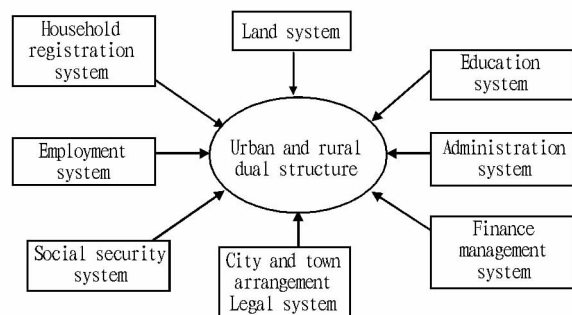 Household
registration
system
Land system
Education
system
Employment
system
Urban and rural
dual structure
Administration
system
Social security
system
City and town
arrangement
Legal system
Finance
management
system